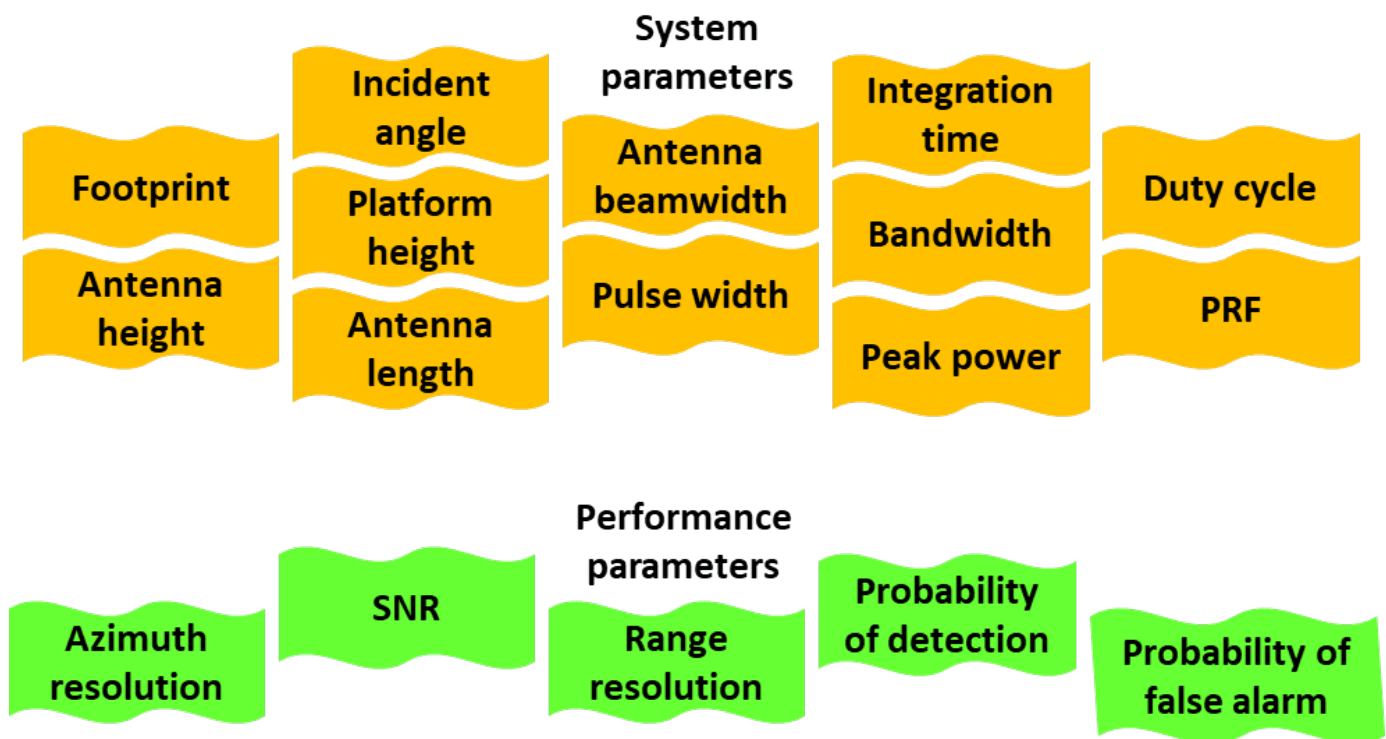 System
parameters
Footprint
Antenna
height
Incident
angle
Platform
height
Antenna
length
Antenna
beamwidth
Pulse width
Integration
time
Bandwidth
Peak power
Duty cycle
PRF
Performance
parameters
Azimuth
resolution
SNR
Range
resolution
Probability
of detection
Probability of
false alarm